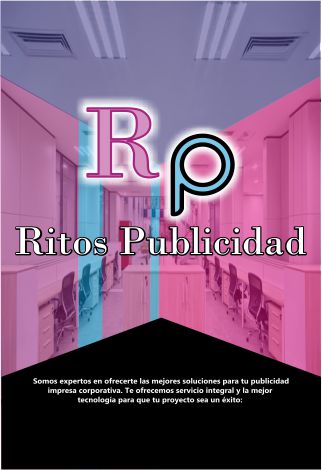 Rp
Ritos Publicidad
Somos expertos en ofrecerte las mejores soluciones para tu publicidad
impresa corporativa. Te ofrecemos servicio integral y la mejor
tecnología para que tu proyecto sea un éxito: